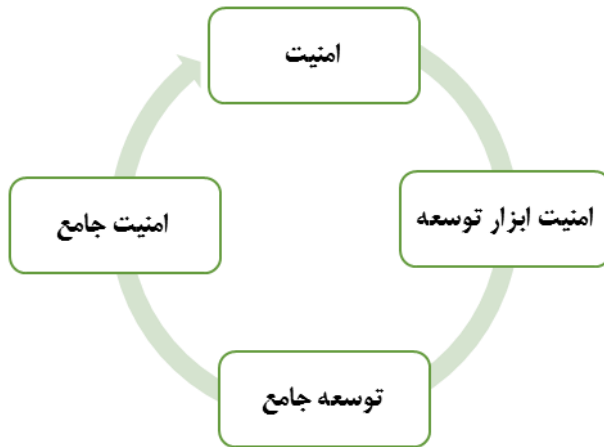 امنیت
امنیت ابزار توسعه
توسعه جامع
امنیت جامع